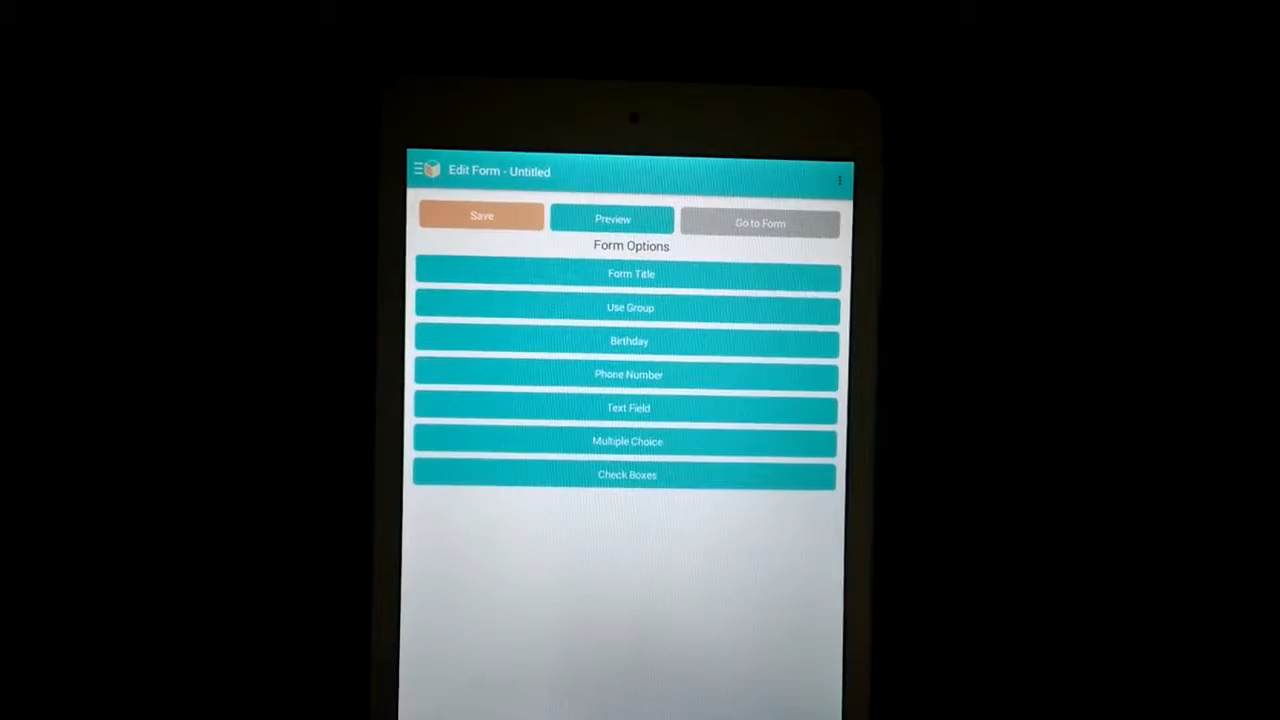 Edit Form - Untitled
Save Preview Go to Form
Form Options
Form Title
Use Group
Birthday
Phone Number
Text Field
Multiple Choice
Check Boxes